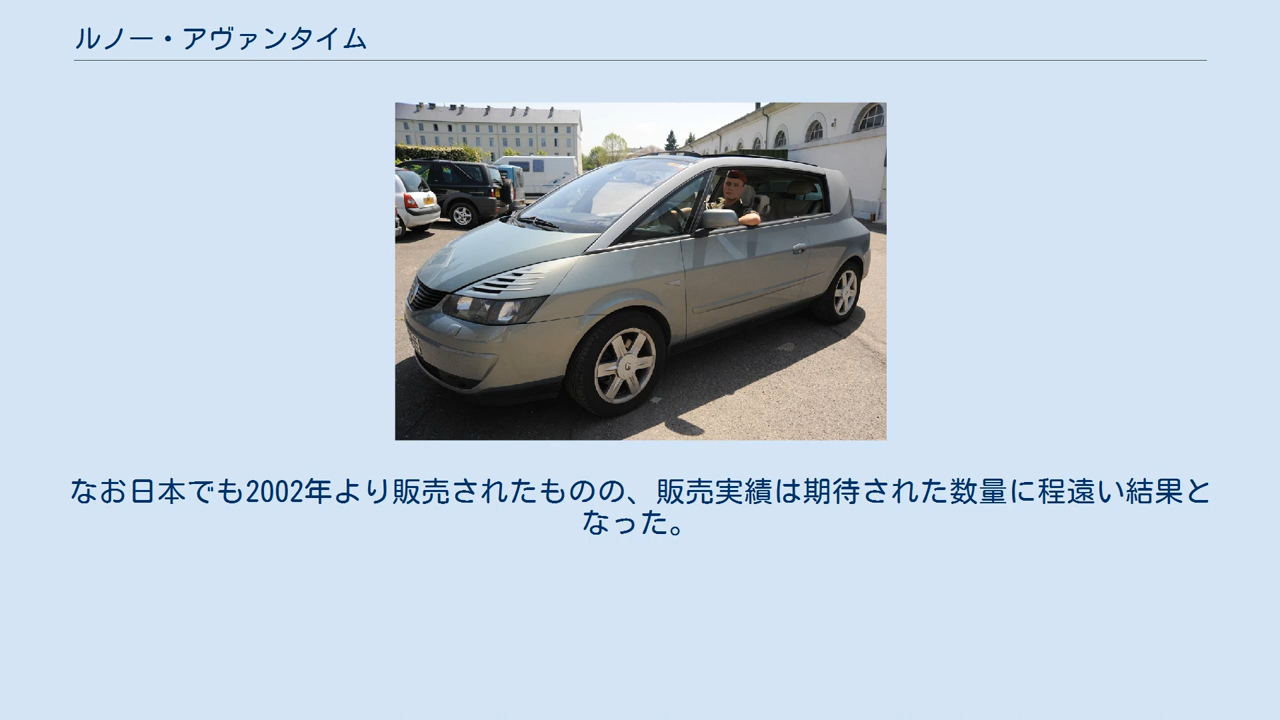 ルノー・アヴァンタイム
なお日本でも2002年より販売されたものの、販売実績は期待された数量に程遠い結果と
なった。